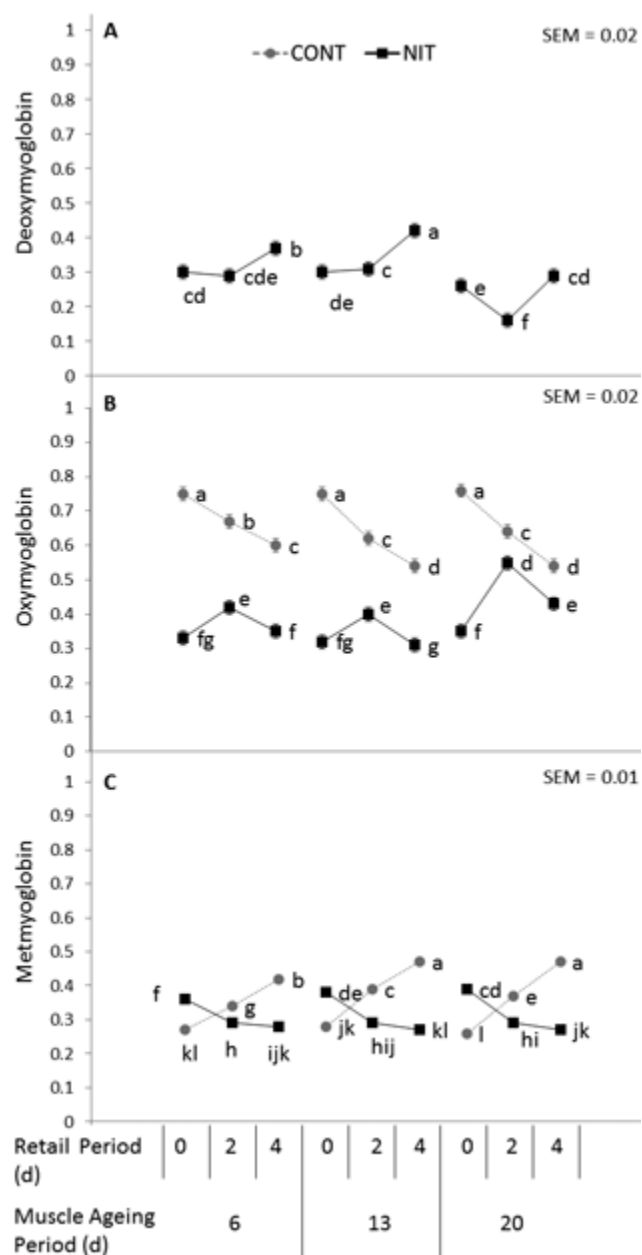 A
SEM = 0.02
CONT NIT
Deoxymyoglobin
1
0.9
0.8
0.7
0.6
0.5
0.4
0.3
0.2
0.1
0
cd
cde
b
de
c
a
e
f
cd
B
SEM = 0.02
Oxymyoglobin
1
0.9
0.8
0.7
0.6
0.5
0.4
0.3
0.2
0.1
0
a
b
c
fg
e
f
a
c
d
fg
e
g
a
c
d
f
d
e
C
SEM = 0.01
Metmyoglobin
1
0.9
0.8
0.7
0.6
0.5
0.4
0.3
0.2
0.1
0
f
g
b
kl
h
ijk
de
c
a
jk
hij
kl
cd
e
a
l
hi
jk
Retail Period 0 2 4 0 2 4 0 2 4
(d)
Muscle Ageing 6 13 20
Period (d)